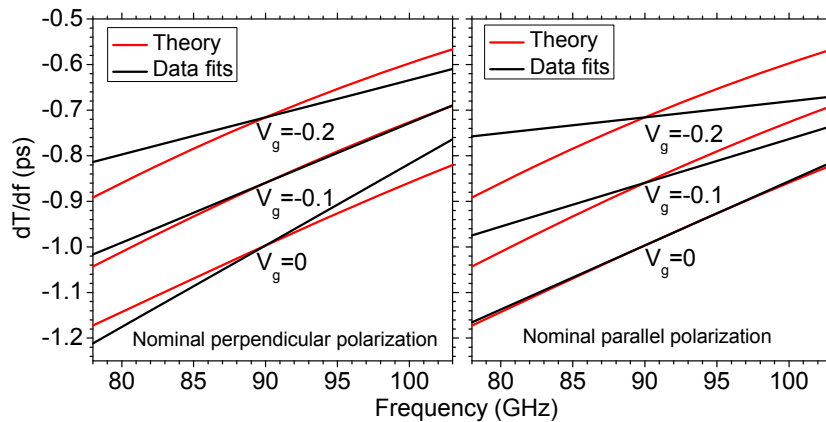 dT/df (ps)
-0.5
-0.6
-0.7
-0.8
-0.9
-1.0
-1.1
-1.2
Theory
Data fits
V_g=-0.2
V_g=-0.1
V_g=0
Nominal perpendicular polarization
80 85 90 95 100
Theory
Data fits
V_g=-0.2
V_g=-0.1
V_g=0
Nominal parallel polarization
80 85 90 95 100
Frequency (GHz)